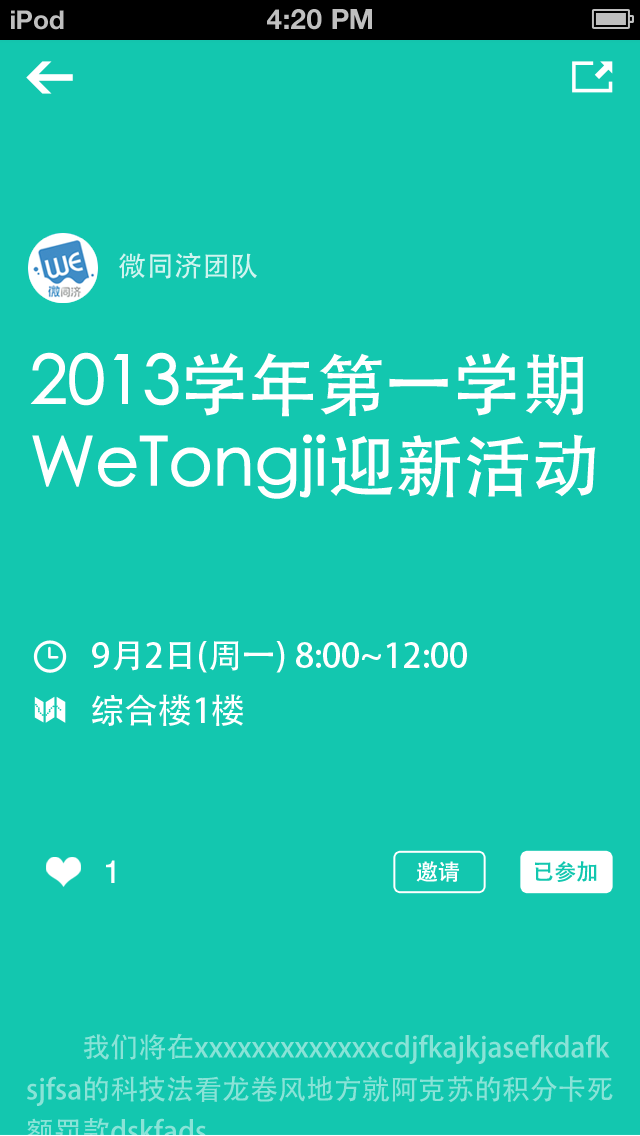 iPod 4:20 PM
WE
微同济
微同济团队
2013学年第一学期
WeTongji迎新活动
9月2日(周一) 8:00~12:00
综合楼1楼
1 邀请 已参加
我们将在xxxxxxxxxxxxxcdjfkajkjasefkdafk
sjfsa的科技法看龙卷风地方就阿克苏的积分卡死
额罚款dskfads